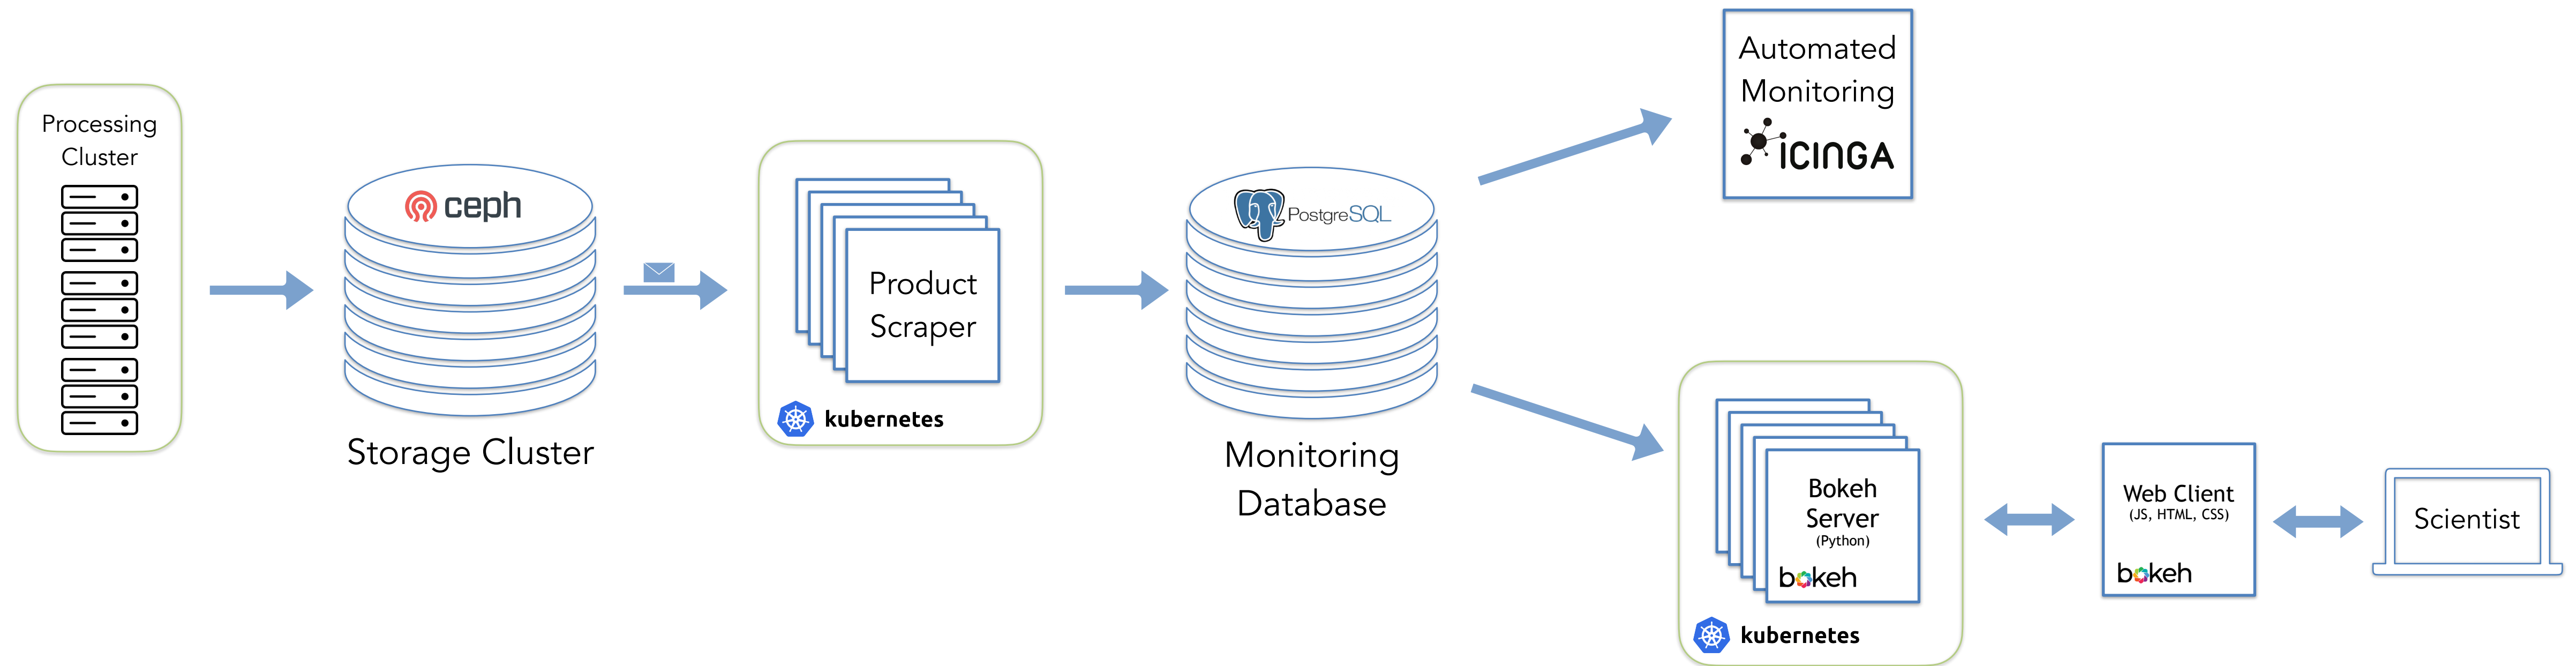 Processing
Cluster
ceph
Storage Cluster
Product
Scraper
kubernetes
PostgreSQL
Monitoring
Database
Automated
Monitoring
ICINGA
Bokeh
Server
(Python)
bokeh
kubernetes
Web Client
(JS, HTML, CSS)
bokeh
Scientist